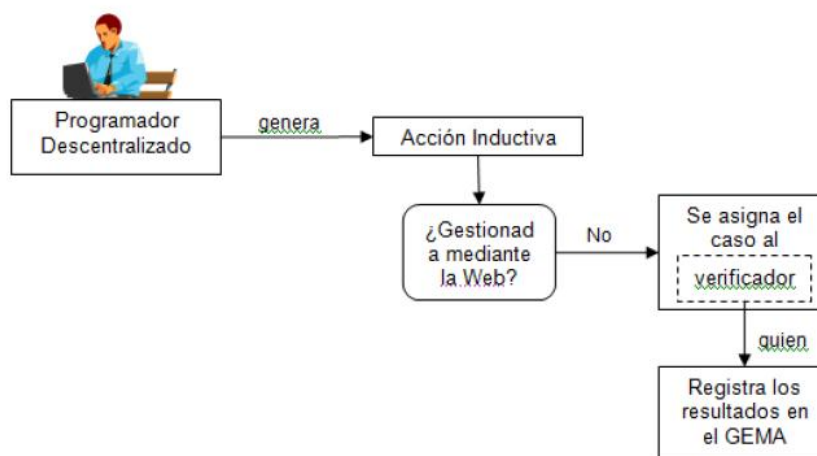 Programador
Descentralizado
genera
Acción Inductiva
¿Gestionad
a mediante
la Web?
No
Se asigna el
caso al
verificador
quien
Registra los
resultados en
el GEMA